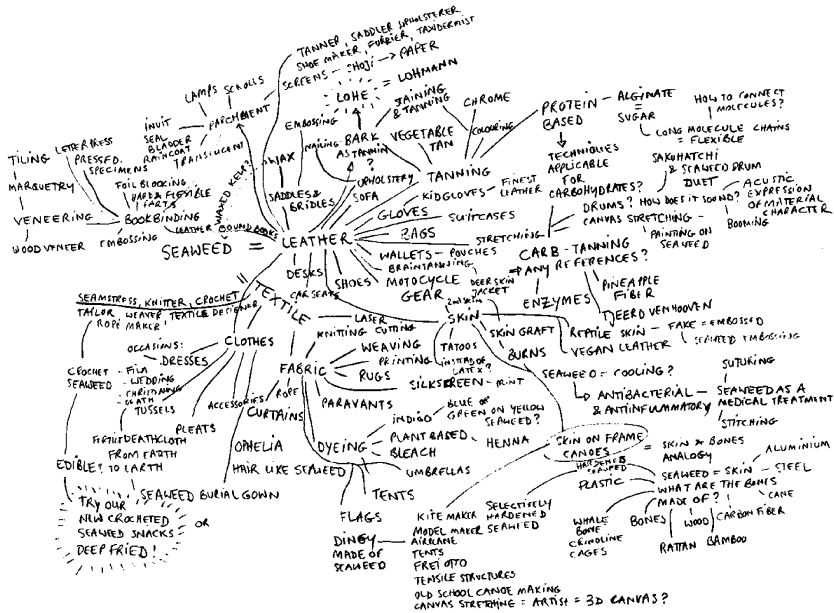 TANNER, SADDLER UPHOLSTERER
SHOE MAKER, FURRIER, TAXIDERMIST
SCREENS - SHOJI → PAPER
LAMPS
SCROLLS
PARCHMENT
INUIT
SEAL
BLADDER
RAINCOAT
TRANSLUCENT
LOHE = LOHMANN
EMBOSSING
NAILING
BARK
AS TANNIN
?
& TANNING
CHROME
COLOURING
VEGETABLE
TAN
TANNING
PROTEIN
BASED
ALGINATE
=
SUGAR
HOW TO CONNECT
MOLECULES?
LONG MOLECULE CHAINS
= FLEXIBLE
TECHNIQUES
APPLICABLE
FOR
CARBOHYDRATES?
SAKUHATCHI
& SEAWEED DRUM
DUET
DRUMS? HOW DOES IT SOUND?
ACUSTIC
EXPRESSION
OF MATERIAL
CHARACTER
BOOMING
CANVAS STRETCHING
PAINTING ON
SEAWEED
STRETCHING
TILING
LETTERPRESS
PRESSED
SPECIMENS
MARQUETRY
FOIL BLOCKING
HARD & FLEXIBLE
PARTS
VENEERING
BOOKBINDING
WOOD VENEER
EMBOSSING
LEATHER BOUND BOOKS
WAXED KELP?
WAX
SADDLES &
BRIDLES
UPHOLSTERY
SOFA
KIDGLOVES - FINEST
LEATHER
GLOVES
SUITCASES
BAGS
SEAWEED = LEATHER
WALLETS - POUCHES
BRAINTANNING
MOTOCYCLE
GEAR
DEERSKIN
JACKET
2nd SKIN
SHOES
DESKS
CAR SEATS
CARB-TANNING
⇒ ANY REFERENCES?
ENZYMES
PINEAPPLE
FIBER
TJEERD VEENHOVEN
=
TEXTILE
SEAMSTRESS, KNITTER, CROCHET
TAYLOR WEAVER TEXTILE DESIGNER
ROPE MAKER
LASER
CUTTING
KNITTING
WEAVING
PRINTING
RUGS
SILKSCREEN - PRINT
PARAVANTS
FABRIC
ROPE
CURTAINS
ACCESSORIES
CLOTHES
OCCASIONS:
DRESSES
- FILM
- WEDDING
- CHRISTENING
- DEATH
TUSSELS
PLEATS
CROCHET
SEAWEED
SKIN
TATOOS
INSTEAD OF
LATEX?
SKIN GRAFT
BURNS
REPTILE SKIN - FAKE = EMBOSSED
SEAWEED EMBOSSING
VEGAN LEATHER
SEAWEED = COOLING?
→ ANTIBACTERIAL
& ANTIINFLAMMATORY
SUTURING
SEAWEED AS A
MEDICAL TREATMENT
STITCHING
DEATHCLOTH
FROM EARTH
TO EARTH
EDIBLE?
SEAWEED BURIAL GOWN
OPHELIA
HAIR LIKE SEAWEED
TRY OUR
NEW CROCHETED
SEAWEED SNACKS
DEEP FRIED!
OR
DYEING
INDIGO
BLUE OR
GREEN ON YELLOW
SEAWEED?
PLANT BASED - HENNA
BLEACH
UMBRELLAS
TENTS
FLAGS
DINGY
MADE OF
SEAWEED
SKIN ON FRAME
CANOES
= SKIN & BONES
ANALOGY
HARDENED
SEAWEED
PLASTIC
SEAWEED = SKIN
WHAT ARE THE BONES
MADE OF?
ALUMINIUM
STEEL
CANE
CARBON FIBER
WOOD
BAMBOO
RATTAN
BONES
WHALE
BONE
CRINOLINE
CAGES
KITE MAKER
MODEL MAKER
AIRPLANE
TENTS
FREI OTTO
TENSILE STRUCTURES
OLD SCHOOL CANOE MAKING
CANVAS STRETCHING = ARTIST = 3D CANVAS?
SELECTIVELY
HARDENED
SEAWEED